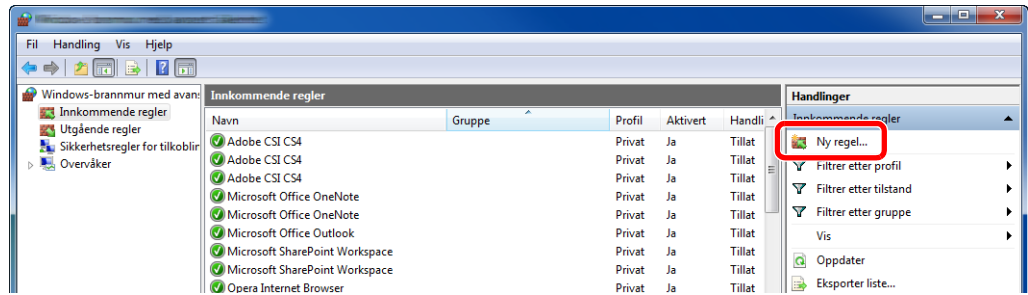 Fil Handling Vis Hjelp
Windows-brannmur med avan
Innkommende regler
Utgående regler
Sikkerhetsregler for tilkoblin
Overvåker
Innkommende regler
Navn Gruppe Profil Aktivert Handli
Adobe CSI CS4 Privat Ja Tillat
Adobe CSI CS4 Privat Ja Tillat
Adobe CSI CS4 Privat Ja Tillat
Microsoft Office OneNote Privat Ja Tillat
Microsoft Office OneNote Privat Ja Tillat
Microsoft Office Outlook Privat Ja Tillat
Microsoft SharePoint Workspace Privat Ja Tillat
Microsoft SharePoint Workspace Privat Ja Tillat
Opera Internet Browser Privat Ja Tillat
Handlinger
Innkommende regler
Ny regel...
Filtrer etter profil
Filtrer etter tilstand
Filtrer etter gruppe
Vis
Oppdater
Eksporter liste...